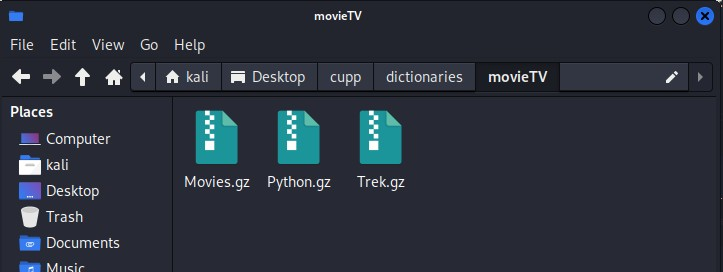 movieTV
File Edit View Go Help
kali Desktop cupp dictionaries movieTV
Places
Computer
kali
Desktop
Trash
Documents
Music
Movies.gz Python.gz Trek.gz